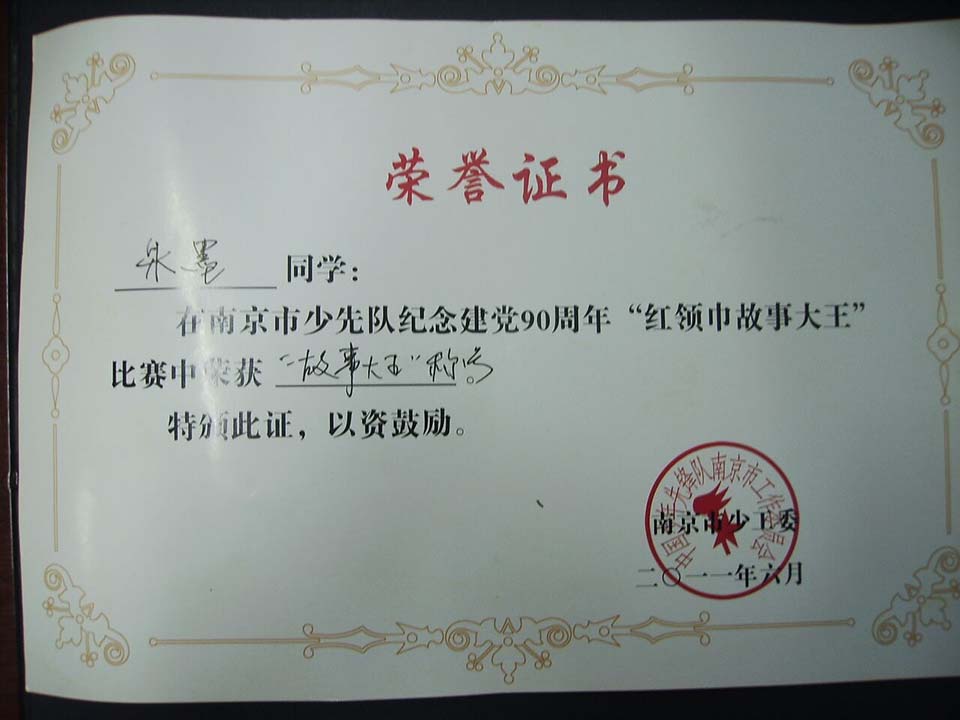 荣誉证书
同学：
在南京市少先队纪念建党90周年“红领巾故事大王”
比赛中荣获 “故事大王”称号。
特颁此证，以资鼓励。
中国少年先锋队南京市工作委员会
南京市少工委
二〇一一年六月